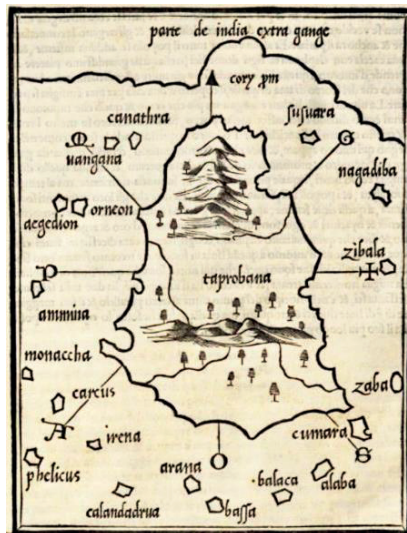 parte de india extra gange
cory pm
canathra
susuara
M
G
uangana
nagadiba
aegedion
orneon
zibala
P
taprobana
ammina
monaccha
carcus
zaba
A
irena
cumara
S
phelicus
arana
O
alaba
balaca
calandadrua
bassa